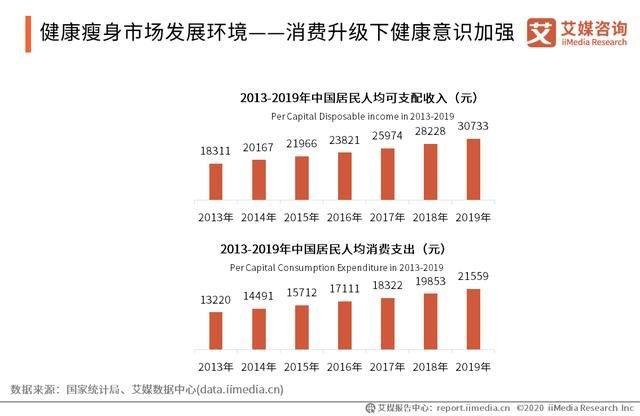 健康瘦身市场发展环境——消费升级下健康意识加强
艾媒咨询
iiMedia Research
2013-2019年中国居民人均可支配收入（元）
Per Capital Disposable income in 2013-2019
18311 20167 21966 23821 25974 28228 30733
2013年 2014年 2015年 2016年 2017年 2018年 2019年
2013-2019年中国居民人均消费支出（元）
Per Capital Consumption Expenditure in 2013-2019
13220 14491 15712 17111 18322 19853 21559
2013年 2014年 2015年 2016年 2017年 2018年 2019年
数据来源：国家统计局、艾媒数据中心(data.iimedia.cn)
艾媒报告中心：report.iimedia.cn ©2020 iiMedia Research Inc